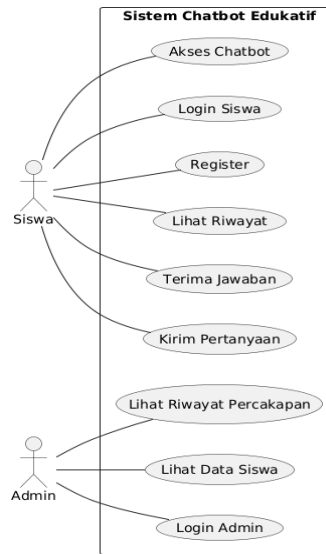 Sistem Chatbot Edukatif
Akses Chatbot
Login Siswa
Register
Siswa
Lihat Riwayat
Terima Jawaban
Kirim Pertanyaan
Lihat Riwayat Percakapan
Lihat Data Siswa
Admin
Login Admin